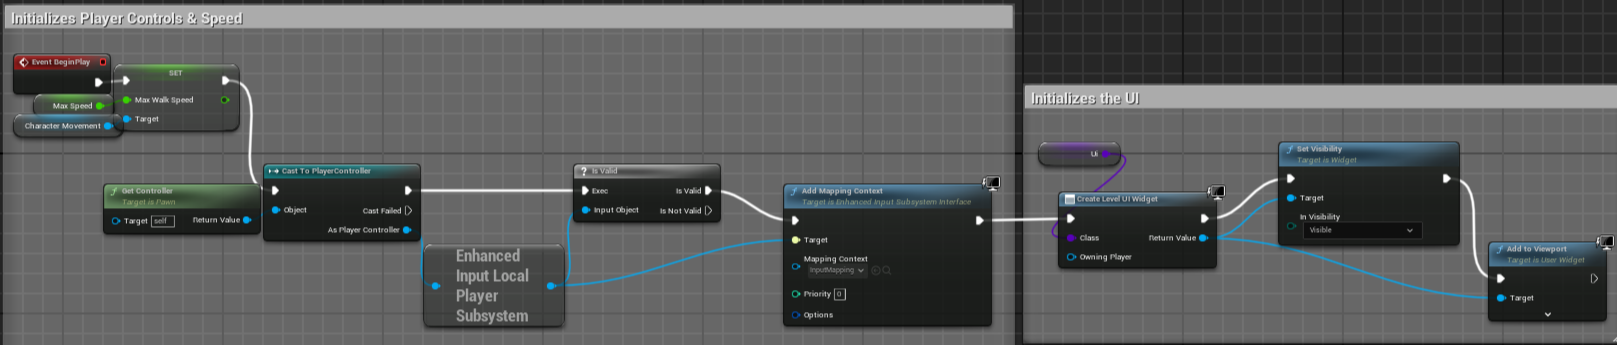 Initializes Player Controls & Speed
Event BeginPlay
SET
Max Walk Speed
Max Speed
Target
Character Movement
Get Controller
Target is Pawn
Target self
Return Value
Cast To PlayerController
Object
Cast Failed
As Player Controller
Enhanced
Input Local
Player
Subsystem
? Is Valid
Exec
Is Valid
Input Object
Is Not Valid
Add Mapping Context
Target is Enhanced Input Subsystem Interface
Target
Mapping Context
InputMapping
Priority 0
Options
Initializes the UI
Ui
Create Level UI Widget
Class
Return Value
Owning Player
Set Visibility
Target is Widget
Target
In Visibility
Visible
Add to Viewport
Target is User Widget
Target